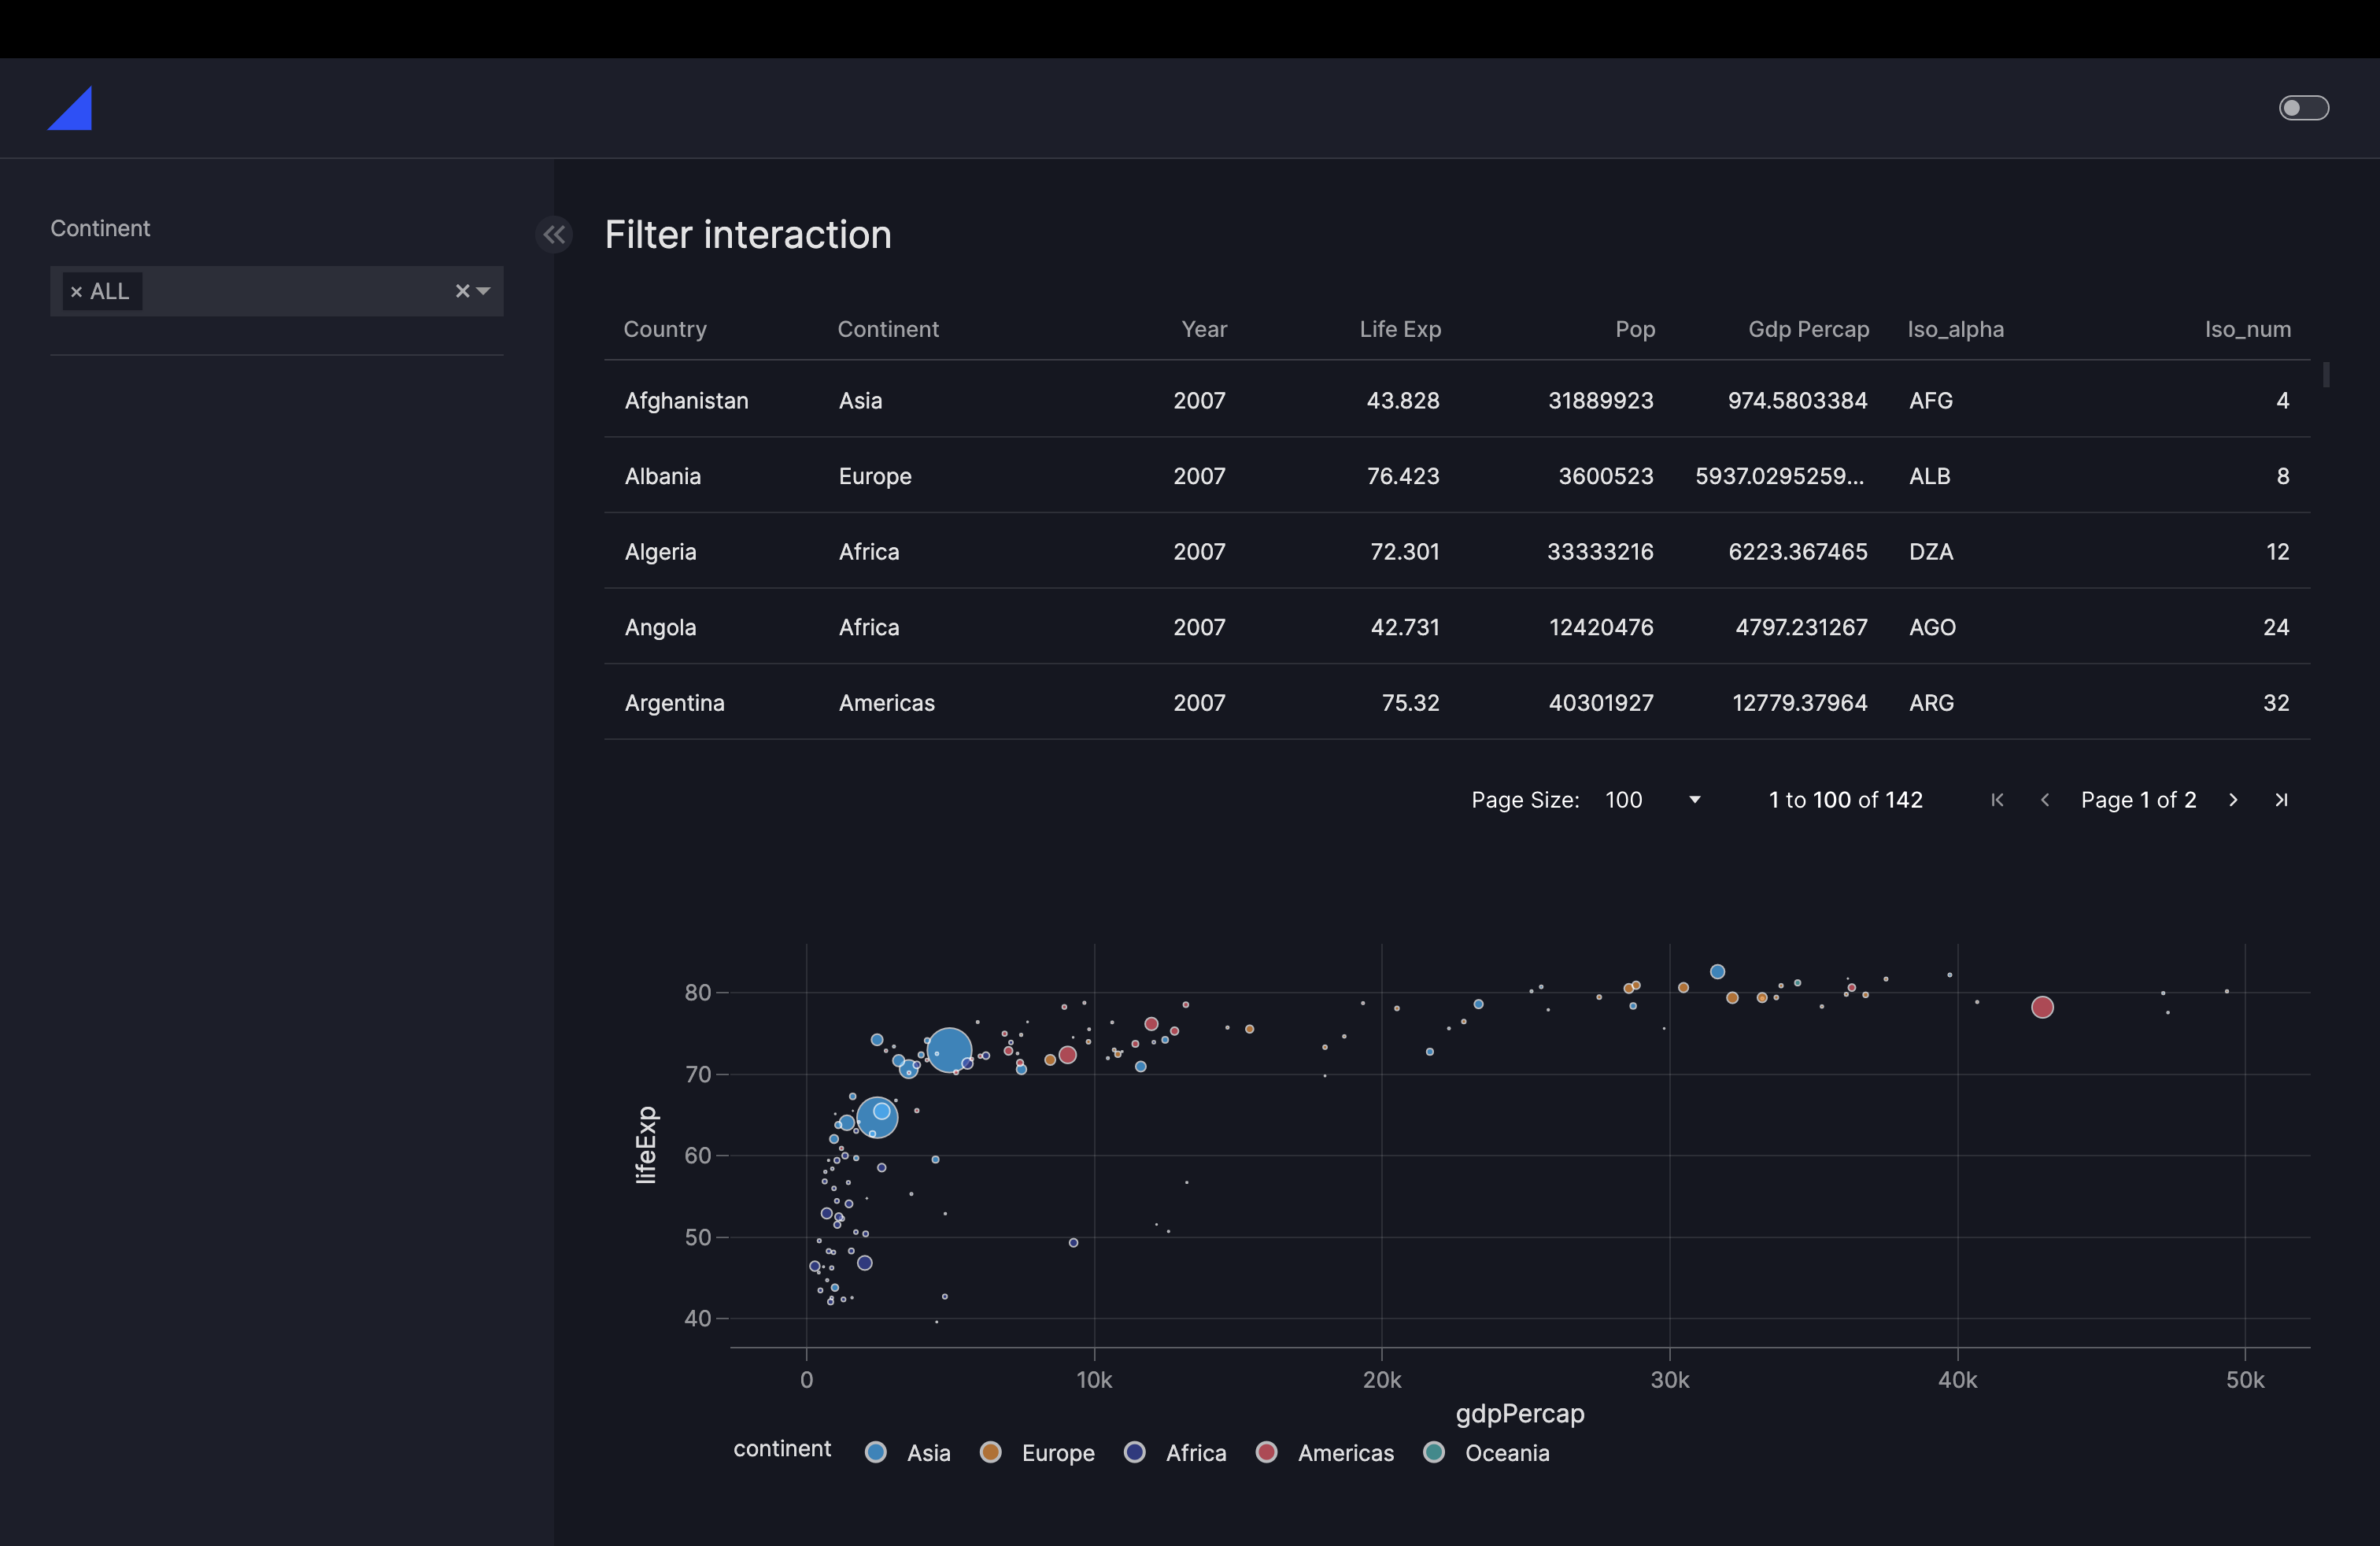 Continent
× ALL
Filter interaction
Country Continent Year Life Exp Pop Gdp Percap Iso_alpha Iso_num
Afghanistan Asia 2007 43.828 31889923 974.5803384 AFG 4
Albania Europe 2007 76.423 3600523 5937.0295259... ALB 8
Algeria Africa 2007 72.301 33333216 6223.367465 DZA 12
Angola Africa 2007 42.731 12420476 4797.231267 AGO 24
Argentina Americas 2007 75.32 40301927 12779.37964 ARG 32
Page Size: 100 1 to 100 of 142 Page 1 of 2
80
70
60
50
40
lifeExp
0 10k 20k 30k 40k 50k
gdpPercap
continent Asia Europe Africa Americas Oceania